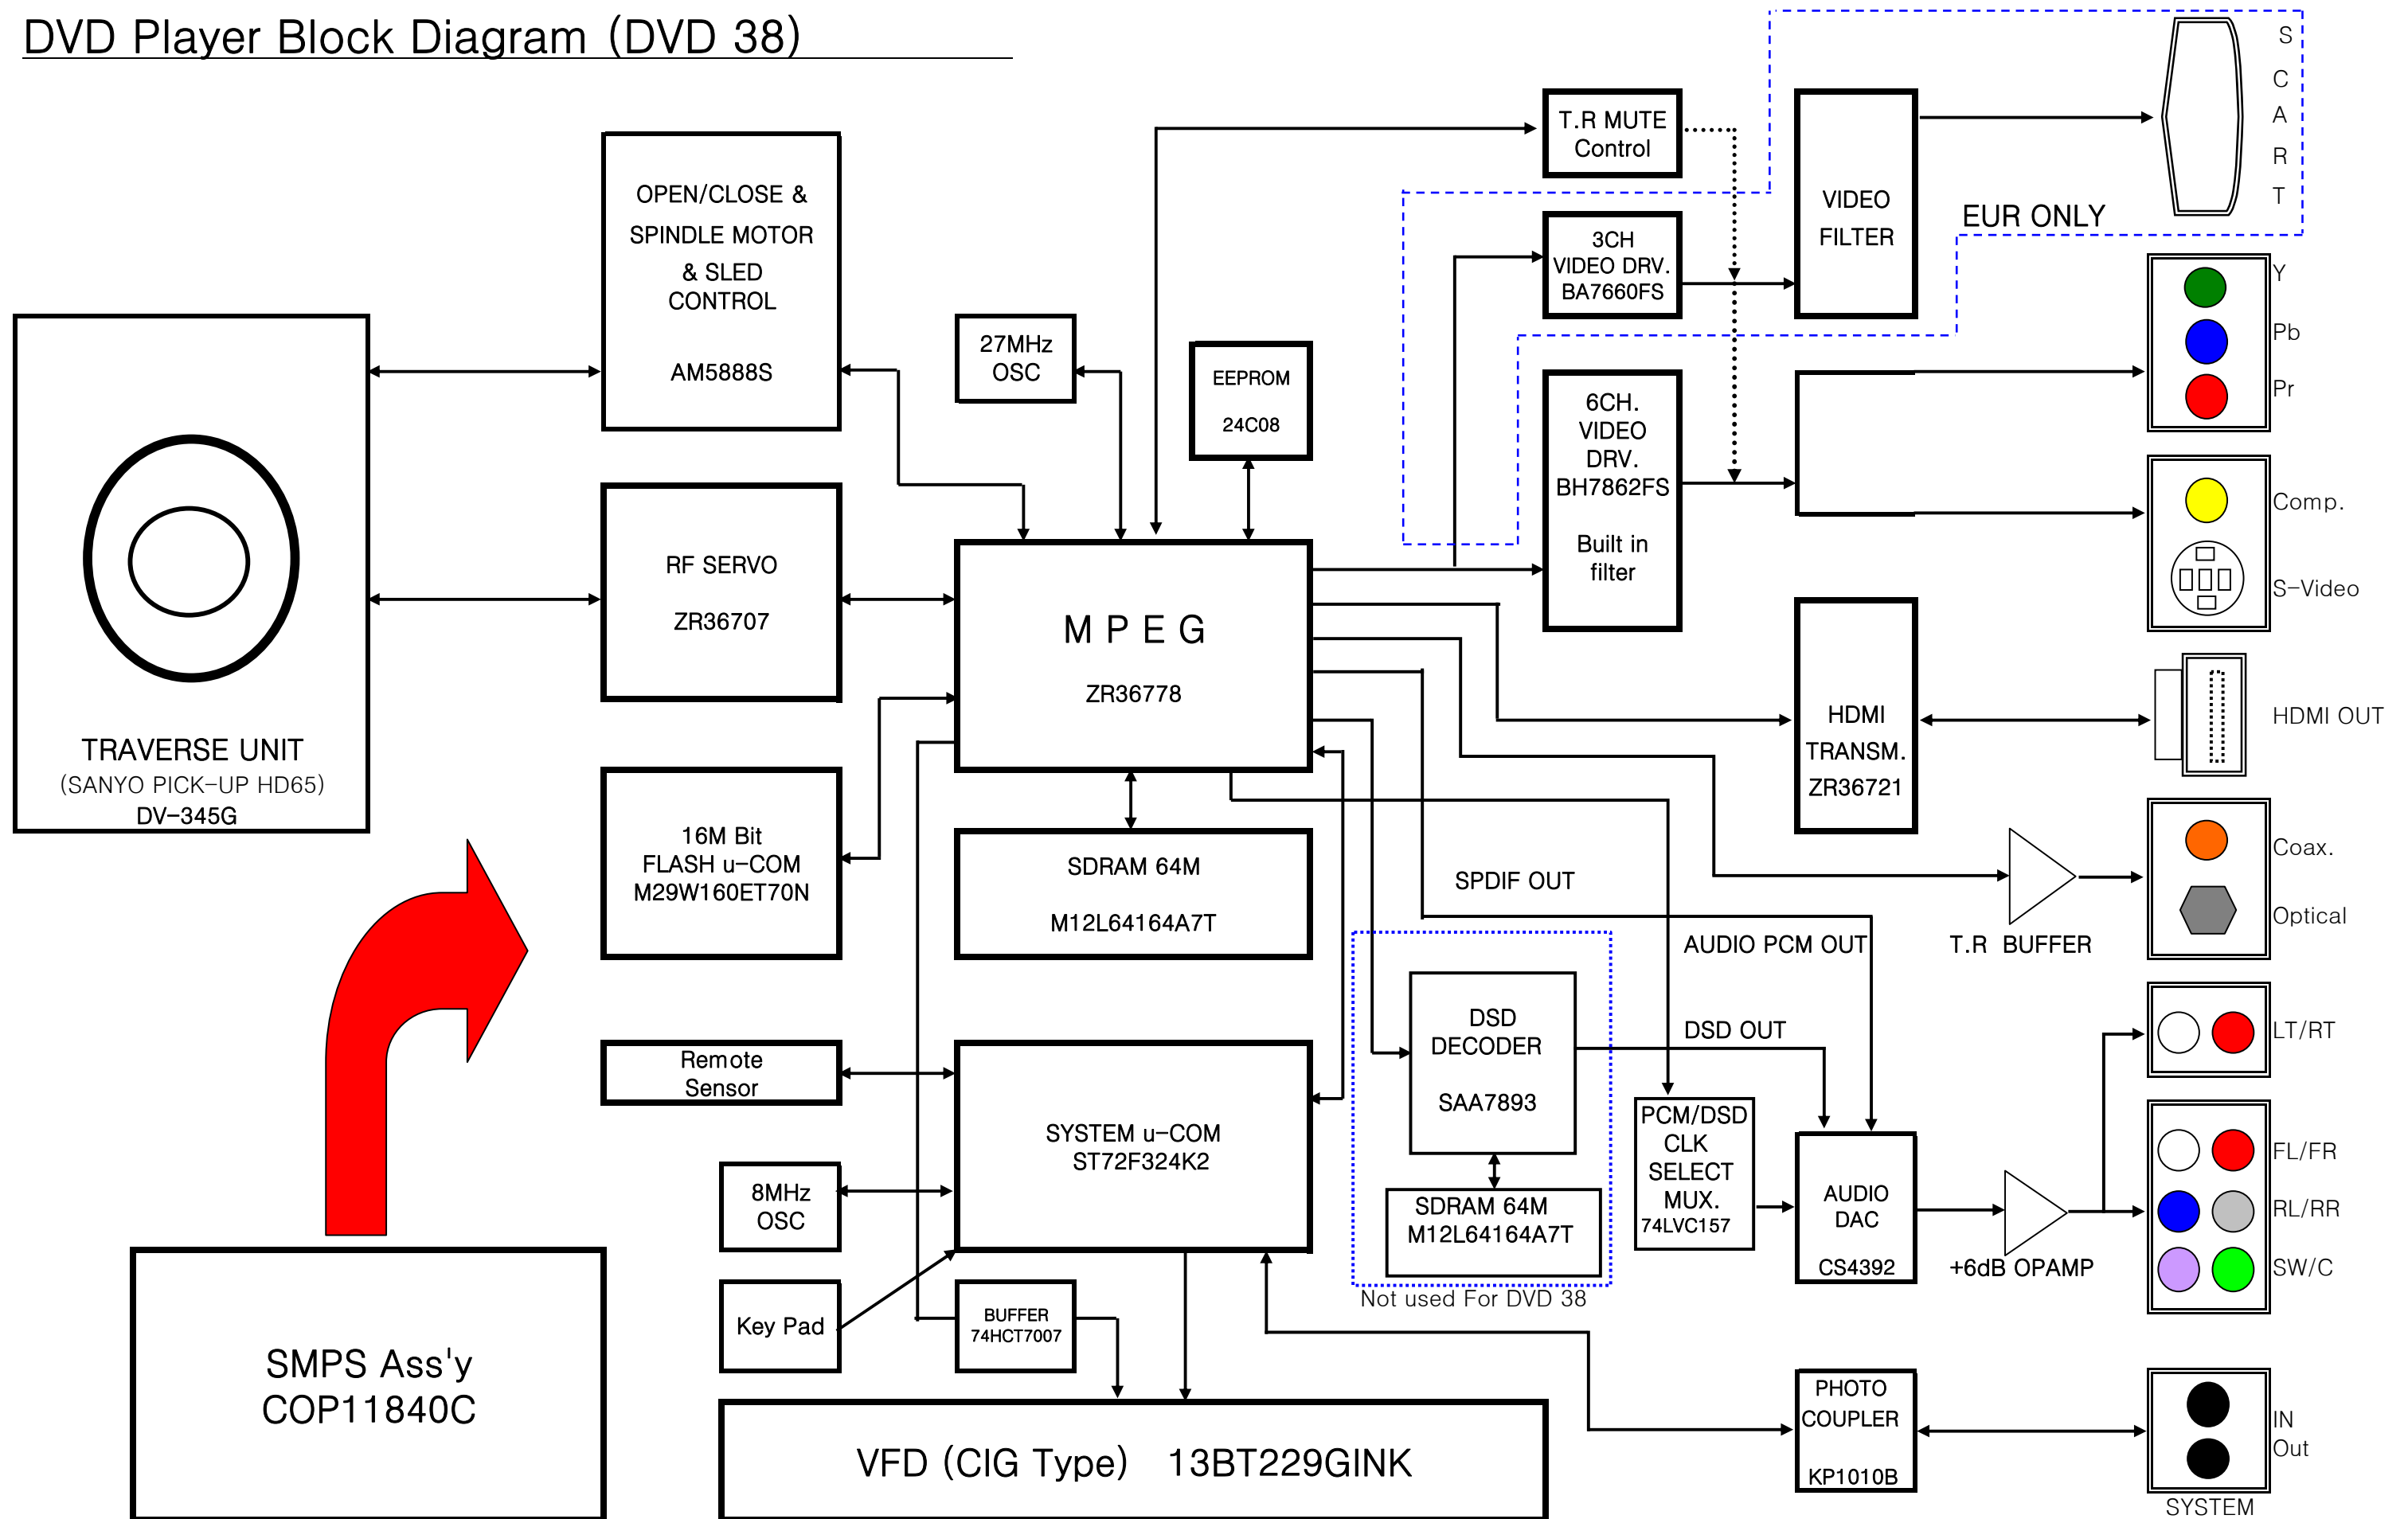 DVD Player Block Diagram (DVD 38)
OPEN/CLOSE &
SPINDLE MOTOR
& SLED
CONTROL
AM5888S
27MHz
OSC
EEPROM
24C08
T.R MUTE
Control
3CH
VIDEO DRV.
BA7660FS
VIDEO
FILTER
EUR ONLY
S
C
A
R
T
6CH.
VIDEO
DRV.
BH7862FS
Built in
filter
Y
Pb
Pr
Comp.
S-Video
TRAVERSE UNIT
(SANYO PICK-UP HD65)
DV-345G
RF SERVO
ZR36707
M P E G
ZR36778
HDMI
TRANSM.
ZR36721
HDMI OUT
16M Bit
FLASH u-COM
M29W160ET70N
SDRAM 64M
M12L64164A7T
SPDIF OUT
AUDIO PCM OUT
T.R BUFFER
Coax.
Optical
DSD
DECODER
SAA7893
DSD OUT
LT/RT
Remote
Sensor
SYSTEM u-COM
ST72F324K2
8MHz
OSC
SDRAM 64M
M12L64164A7T
Not used For DVD 38
PCM/DSD
CLK
SELECT
MUX.
74LVC157
AUDIO
DAC
CS4392
+6dB OPAMP
FL/FR
RL/RR
SW/C
Key Pad
BUFFER
74HCT7007
SMPS Ass'y
COP11840C
VFD (CIG Type) 13BT229GINK
PHOTO
COUPLER
KP1010B
IN
Out
SYSTEM